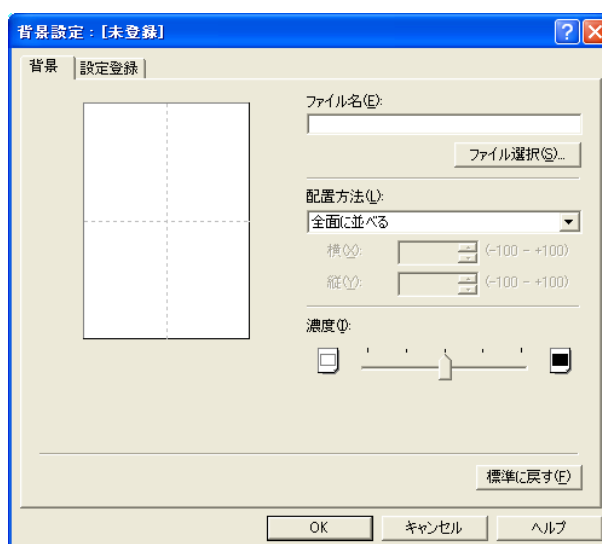 背景設定：[未登録]
背景 設定登録
ファイル名(E):
ファイル選択(S)...
配置方法(L):
全面に並べる
横(X): (-100 - +100)
縦(Y): (-100 - +100)
濃度(I):
標準に戻す(F)
OK キャンセル ヘルプ